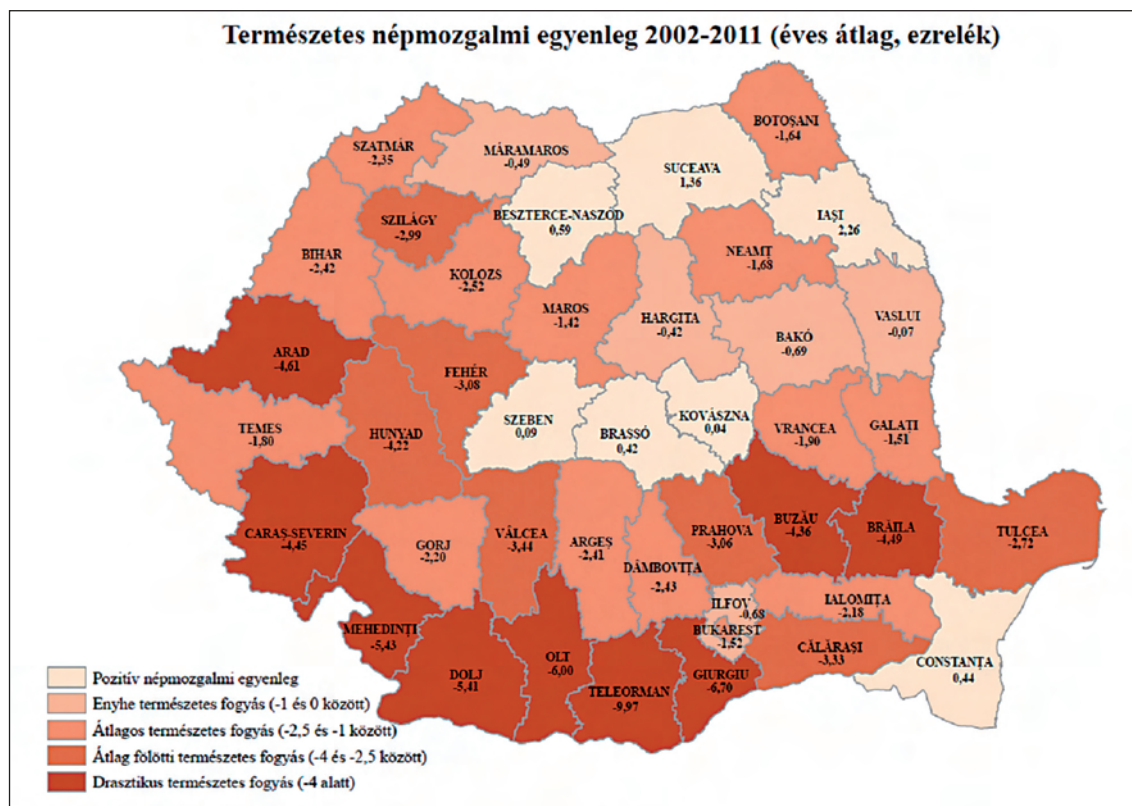 Természetes népmozgalmi egyenleg 2002-2011 (éves átlag, ezrelék)
BOTOȘANI
-1,64
SZATMÁR
-2,35
MÁRAMAROS
-0,49
SUCEAVA
1,36
BESZTERCE-NASZÓD
0,59
IAȘI
2,26
SZILÁGY
-2,99
NEAMȚ
-1,68
BIHAR
-2,42
KOLOZS
-2,52
MAROS
-1,42
HARGITA
-0,42
BAKÓ
-0,69
VASLUI
-0,07
ARAD
-4,61
FEHÉR
-3,08
SZEBEN
0,09
BRASSÓ
0,42
KOVÁSZNA
0,04
TEMES
-1,80
HUNYAD
-4,22
VRANCEA
-1,90
GALAȚI
-1,51
CARAȘ-SEVERIN
-4,45
GORJ
-2,20
VÂLCEA
-3,44
ARGEȘ
-2,41
PRAHOVA
-3,06
BUZĂU
-4,36
BRĂILA
-4,49
TULCEA
-2,72
DÂMBOVIȚA
-2,43
ILFOV
-0,68
IALOMIȚA
-2,18
BUKAREST
-1,52
MEHEDINȚI
-5,43
DOLJ
-5,41
OLT
-6,00
TELEORMAN
-9,97
GIURGIU
-6,70
CĂLĂRAȘI
-3,33
CONSTANȚA
0,44
Pozitív népmozgalmi egyenleg
Enyhe természetes fogyás (-1 és 0 között)
Átlagos természetes fogyás (-2,5 és -1 között)
Átlag fölötti természetes fogyás (-4 és -2,5 között)
Drasztikus természetes fogyás (-4 alatt)